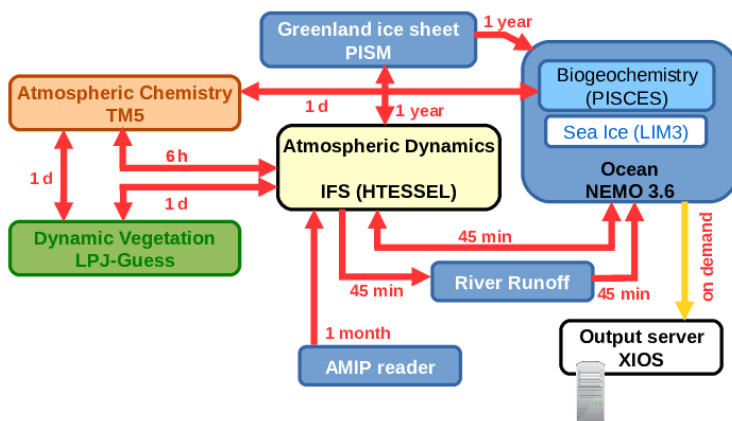 Greenland ice sheet
PISM
1 year
Biogeochemistry
(PISCES)
Sea Ice (LIM3)
Ocean
NEMO 3.6
Atmospheric Chemistry
TM5
1 d
1 year
Atmospheric Dynamics
IFS (HTESSEL)
6 h
1 d
1 d
Dynamic Vegetation
LPJ-Guess
45 min
45 min
River Runoff
45 min
on demand
1 month
AMIP reader
Output server
XIOS